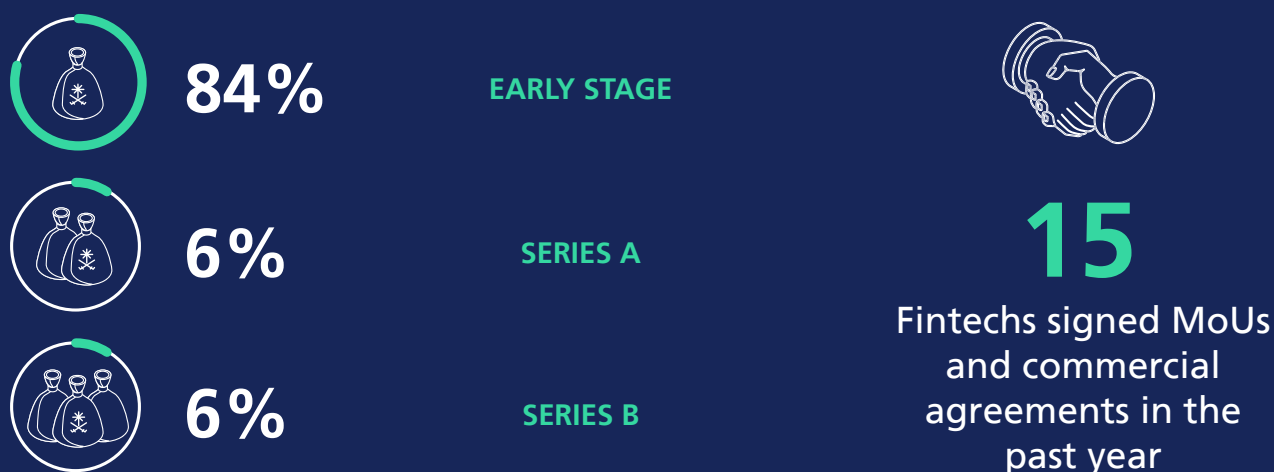 84%
EARLY STAGE
6%
SERIES A
6%
SERIES B
15
Fintechs signed MoUs
and commercial
agreements in the
past year